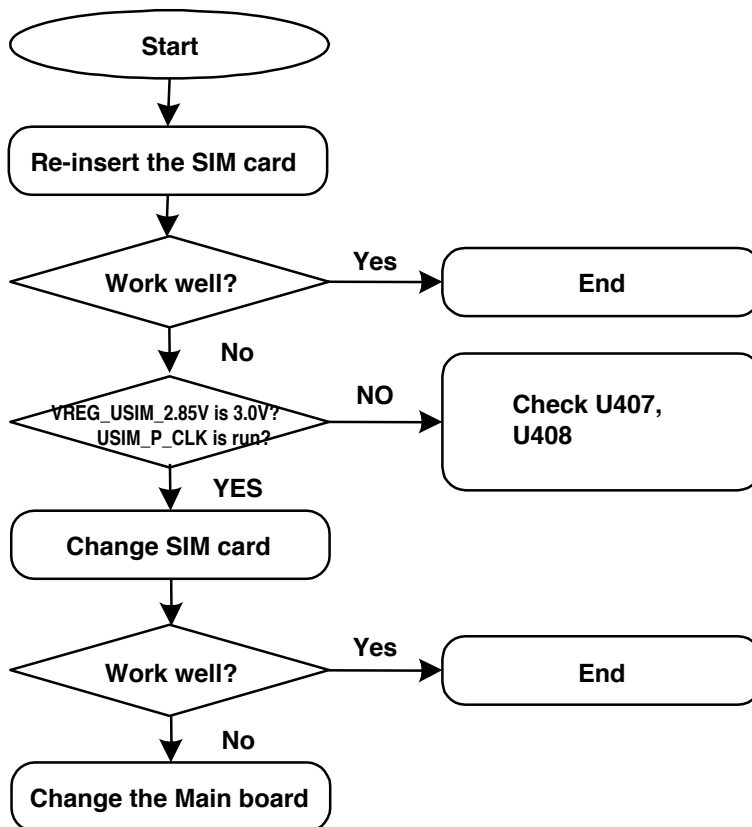 Start
Re-insert the SIM card
Work well?
Yes
End
No
VREG_USIM_2.85V is 3.0V?
USIM_P_CLK is run?
NO
Check U407,
U408
YES
Change SIM card
Work well?
Yes
End
No
Change the Main board